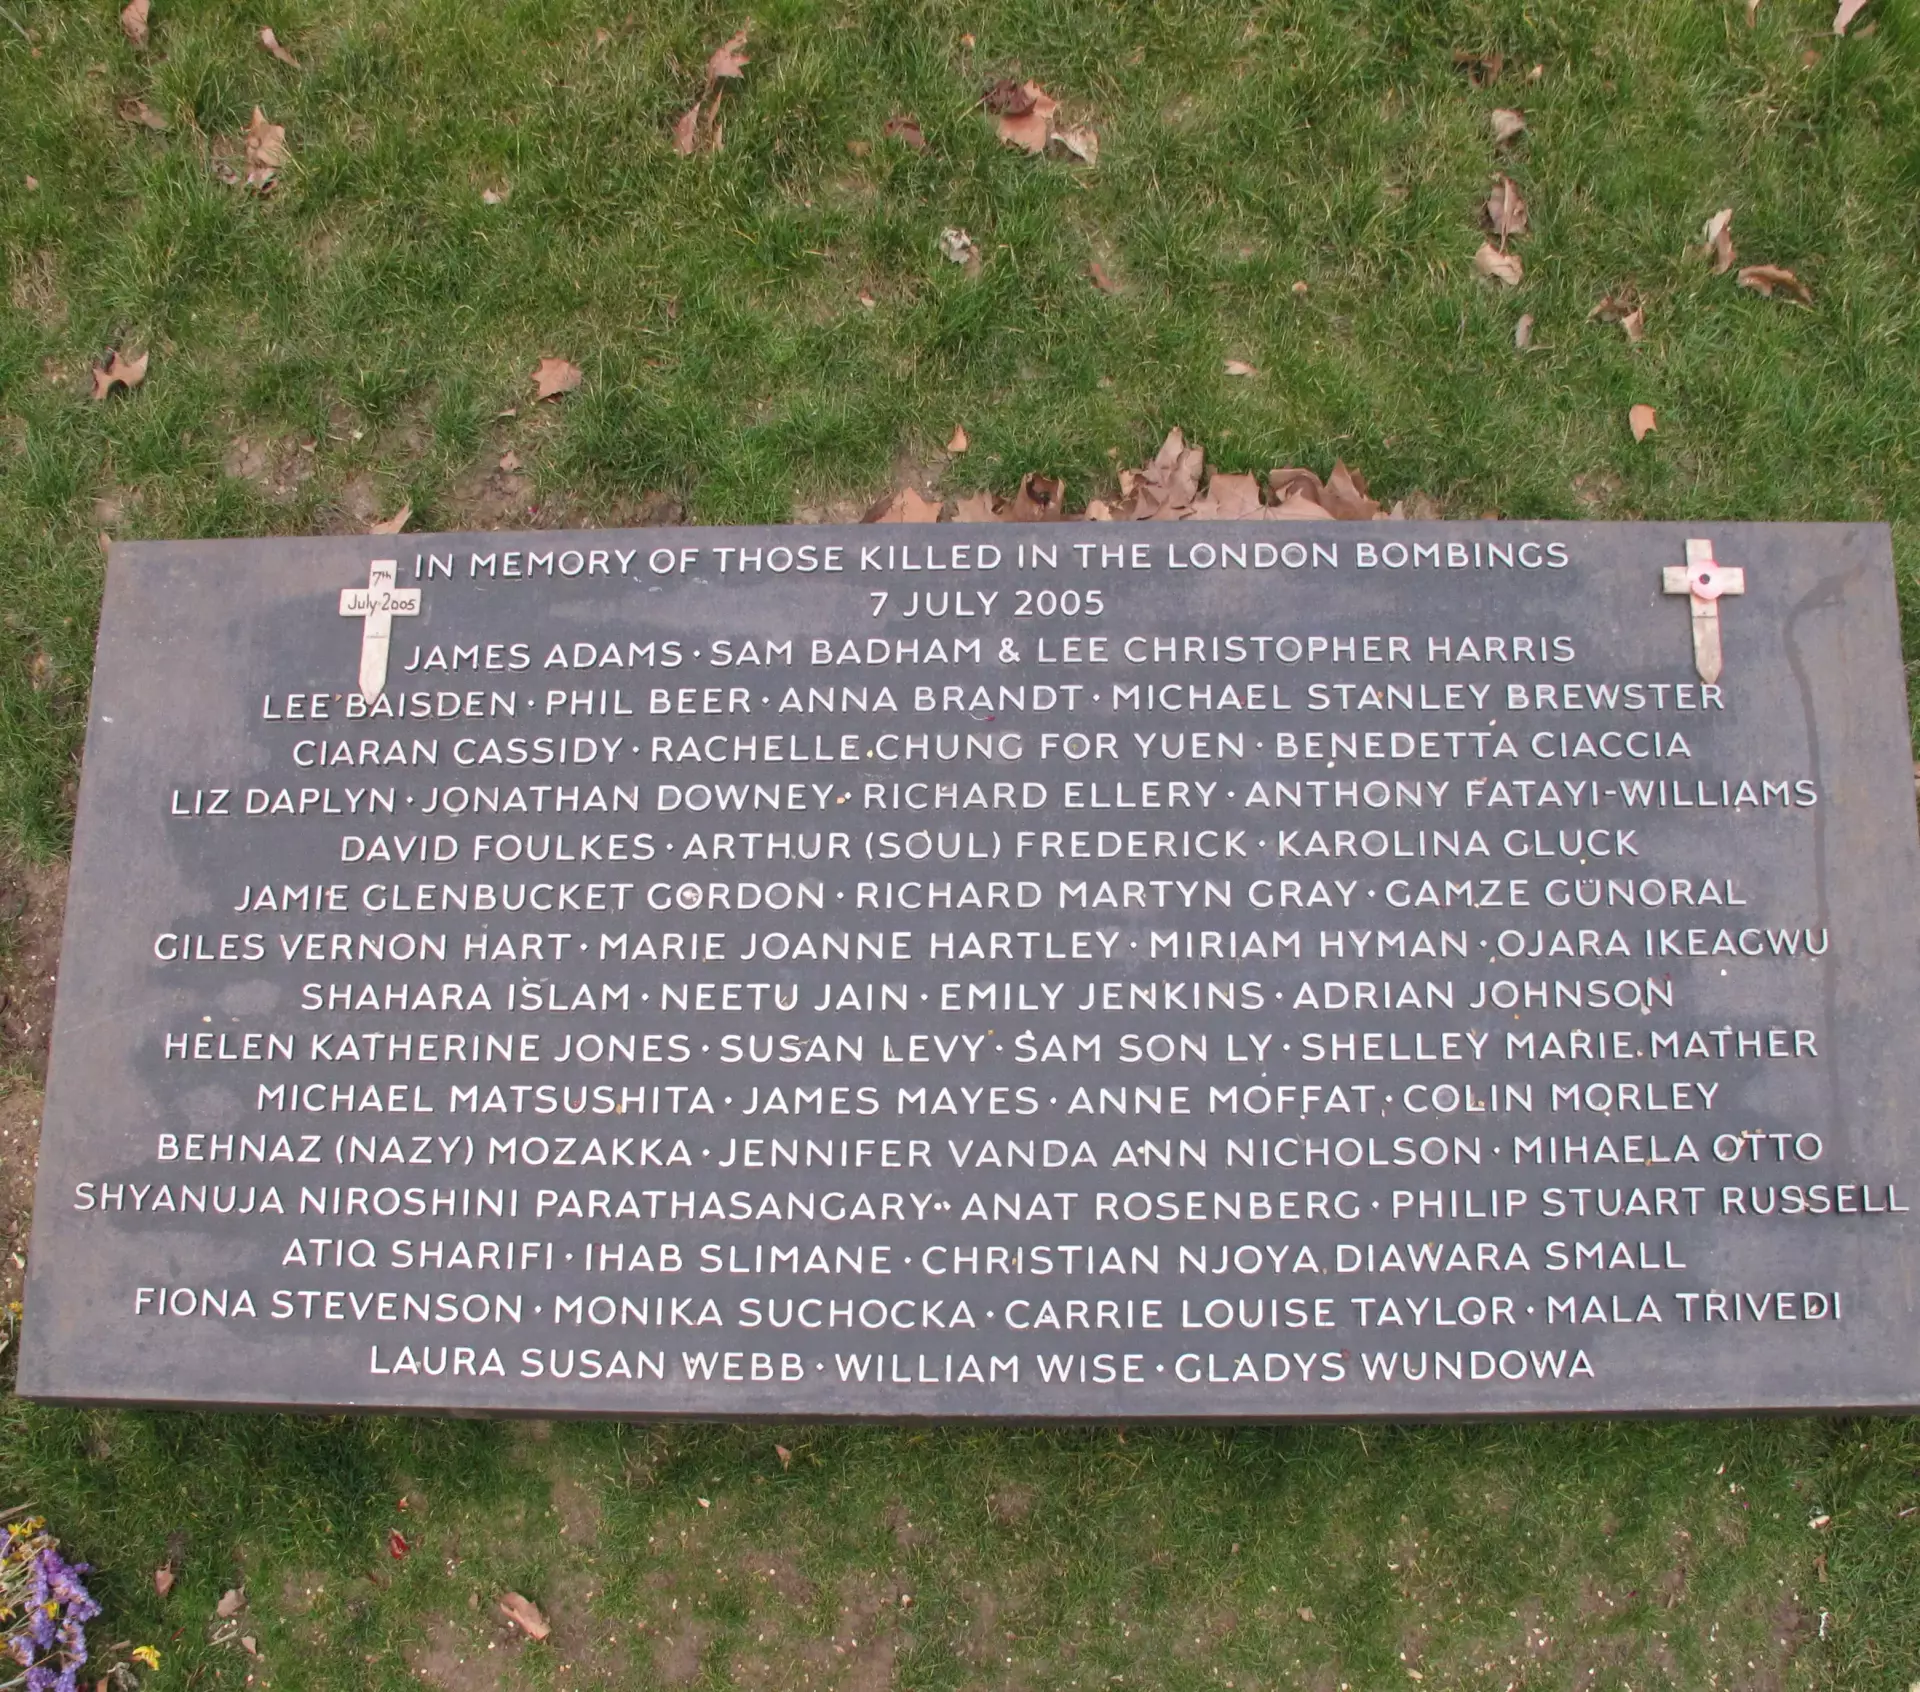 IN MEMORY OF THOSE KILLED IN THE LONDON BOMBINGS
7th
July 2005
7 JULY 2005
JAMES ADAMS · SAM BADHAM & LEE CHRISTOPHER HARRIS
LEE BAISDEN · PHIL BEER · ANNA BRANDT · MICHAEL STANLEY BREWSTER
CIARAN CASSIDY · RACHELLE CHUNG FOR YUEN · BENEDETTA CIACCIA
LIZ DAPLYN · JONATHAN DOWNEY · RICHARD ELLERY · ANTHONY FATAYI-WILLIAMS
DAVID FOULKES · ARTHUR (SOUL) FREDERICK · KAROLINA GLUCK
JAMIE GLENBUCKET GORDON · RICHARD MARTYN GRAY · GAMZE GÜNORAL
GILES VERNON HART · MARIE JOANNE HARTLEY · MIRIAM HYMAN · OJARA IKEAGWU
SHAHARA ISLAM · NEETU JAIN · EMILY JENKINS · ADRIAN JOHNSON
HELEN KATHERINE JONES · SUSAN LEVY · SAM SON LY · SHELLEY MARIE MATHER
MICHAEL MATSUSHITA · JAMES MAYES · ANNE MOFFAT · COLIN MORLEY
BEHNAZ (NAZY) MOZAKKA · JENNIFER VANDA ANN NICHOLSON · MIHAELA OTTO
SHYANUJA NIROSHINI PARATHASANGARY · ANAT ROSENBERG · PHILIP STUART RUSSELL
ATIQ SHARIFI · IHAB SLIMANE · CHRISTIAN NJOYA DIAWARA SMALL
FIONA STEVENSON · MONIKA SUCHOCKA · CARRIE LOUISE TAYLOR · MALA TRIVEDI
LAURA SUSAN WEBB · WILLIAM WISE · GLADYS WUNDOWA